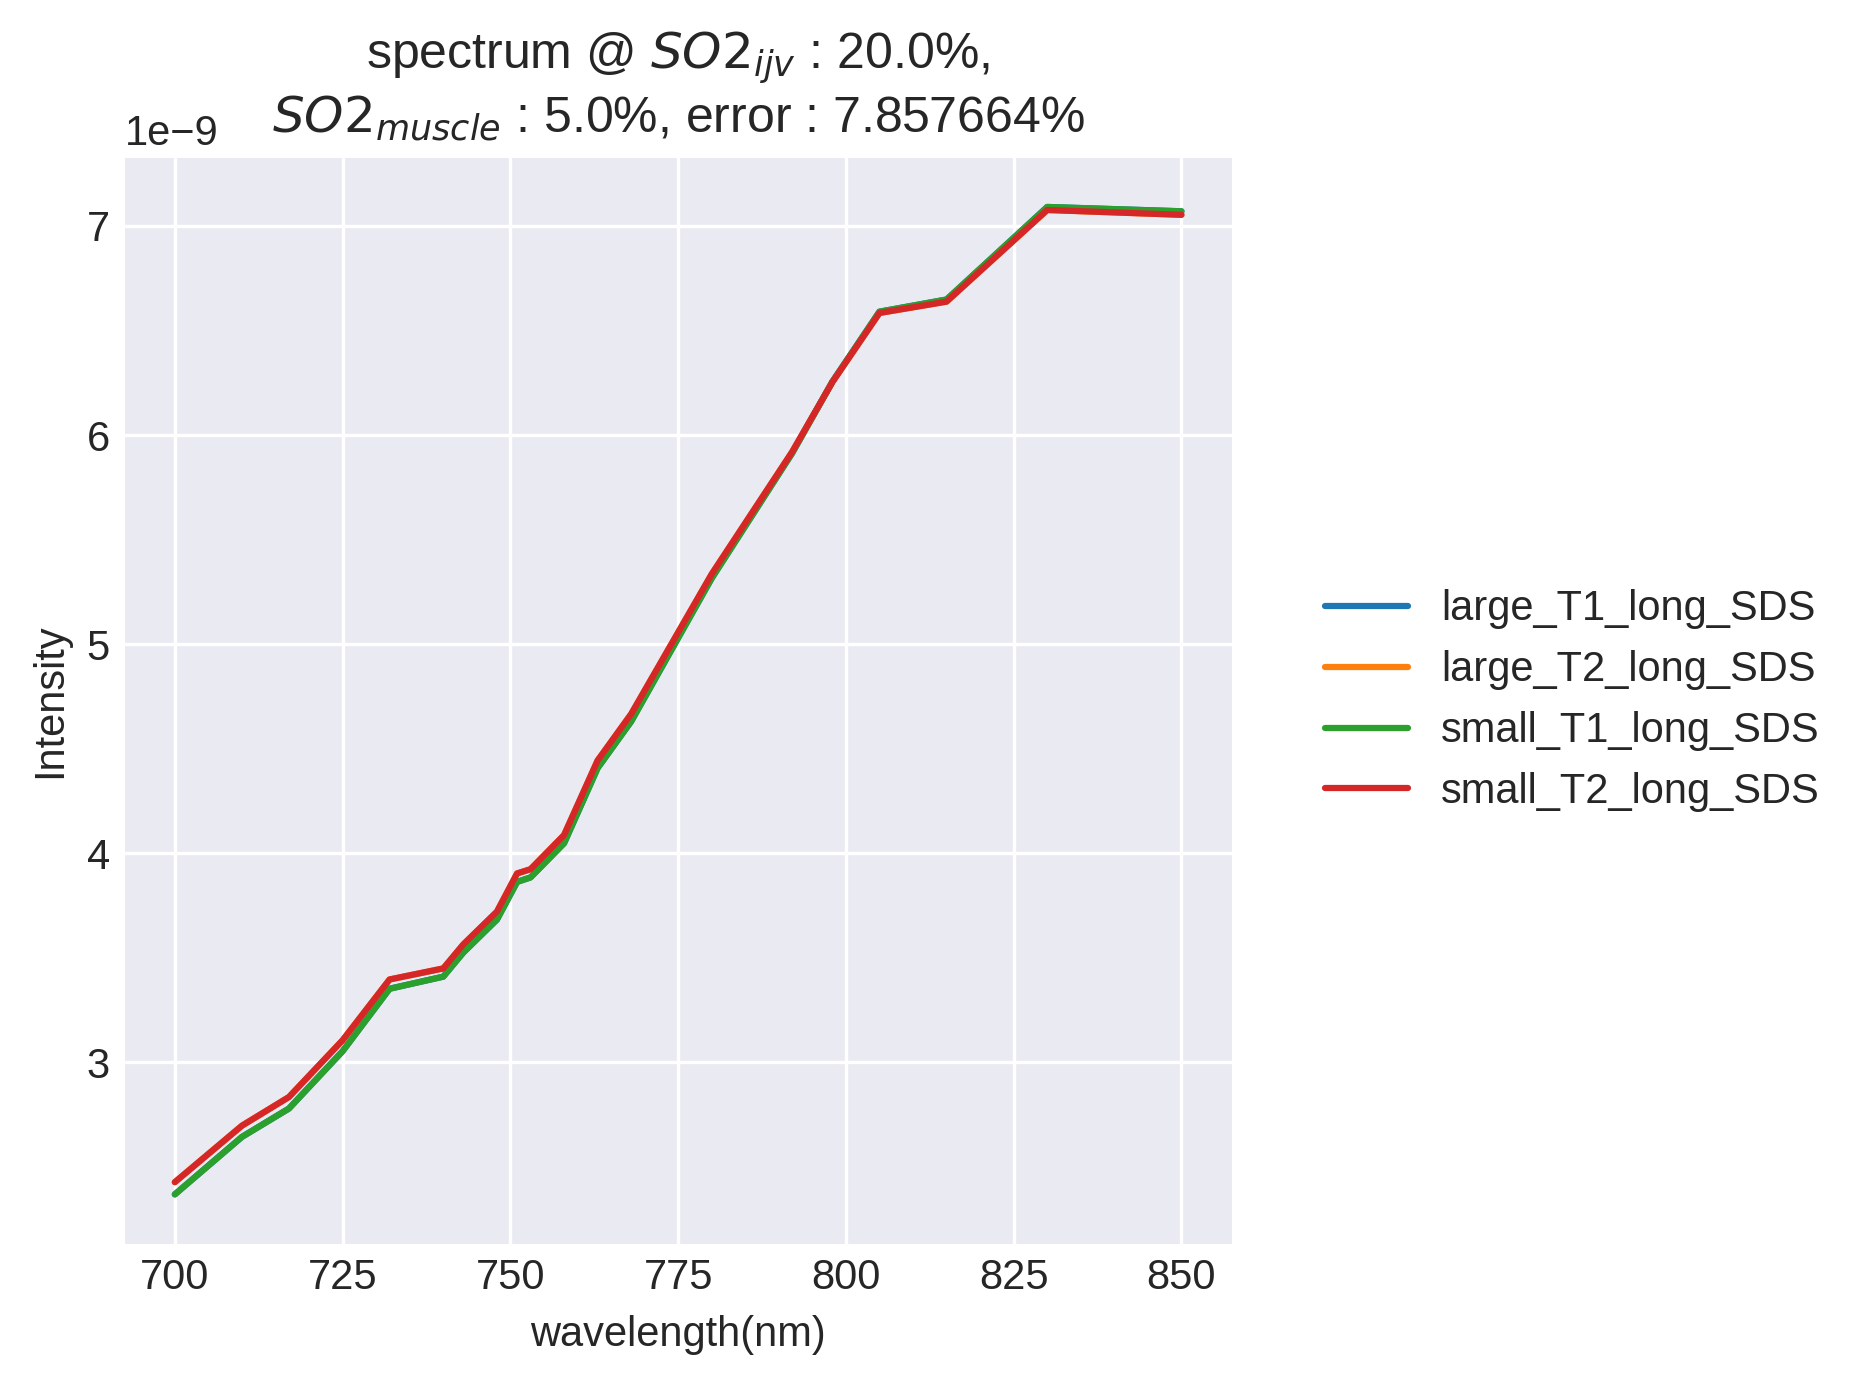 spectrum @ SO2ijv : 20.0%,
SO2muscle : 5.0%, error : 7.857664%
1e−9
7
6
5
4
3
Intensity
700 725 750 775 800 825 850
wavelength(nm)
large_T1_long_SDS
large_T2_long_SDS
small_T1_long_SDS
small_T2_long_SDS